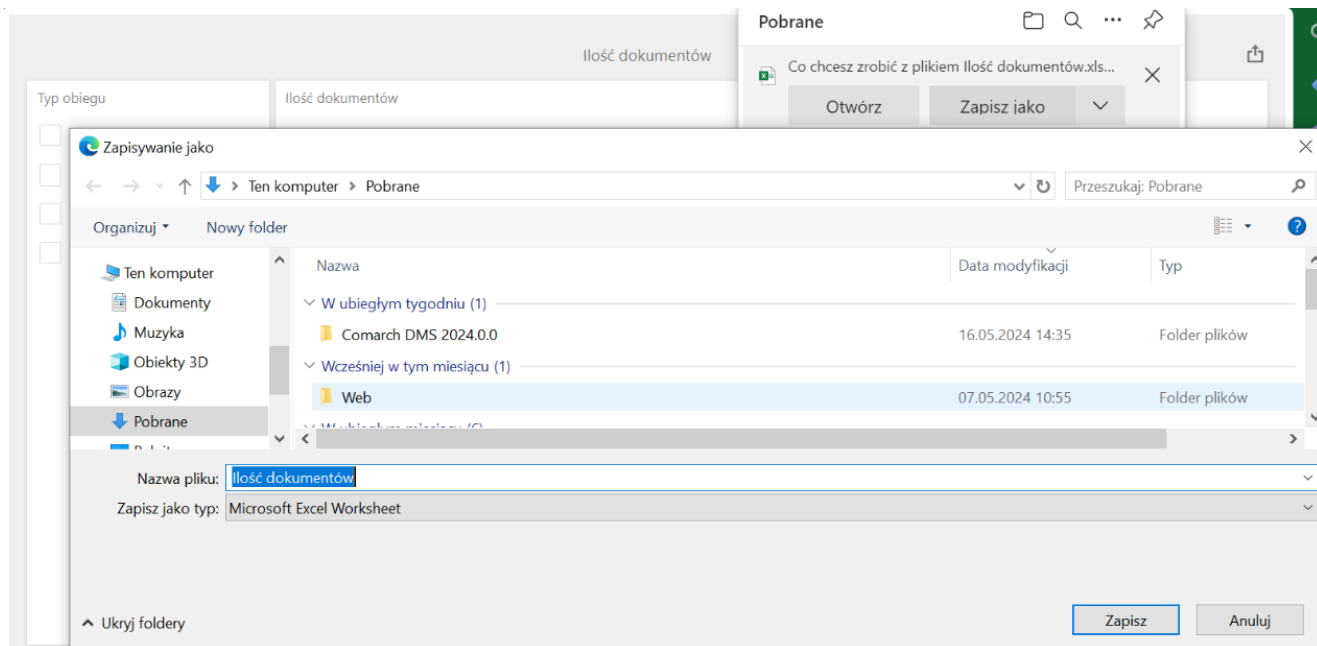 Pobrane
Ilość dokumentów
Co chcesz zrobić z plikiem Ilość dokumentów.xls...
Otwórz
Zapisz jako
Typ obiegu
Ilość dokumentów
Zapisywanie jako
Ten komputer > Pobrane
Przeszukaj: Pobrane
Organizuj
Nowy folder
Ten komputer
Dokumenty
Muzyka
Obiekty 3D
Obrazy
Pobrane
Nazwa
Data modyfikacji
Typ
W ubiegłym tygodniu (1)
Comarch DMS 2024.0.0
16.05.2024 14:35
Folder plików
Wcześniej w tym miesiącu (1)
Web
07.05.2024 10:55
Folder plików
W ubiegłym miesiącu (6)
Nazwa pliku: Ilość dokumentów
Zapisz jako typ: Microsoft Excel Worksheet
Ukryj foldery
Zapisz
Anuluj